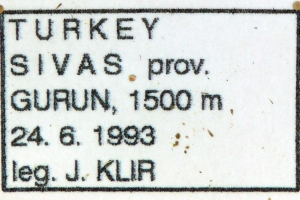 TURKEY
SIVAS prov.
GURUN, 1500 m
24. 6. 1993
leg. J. KLIR